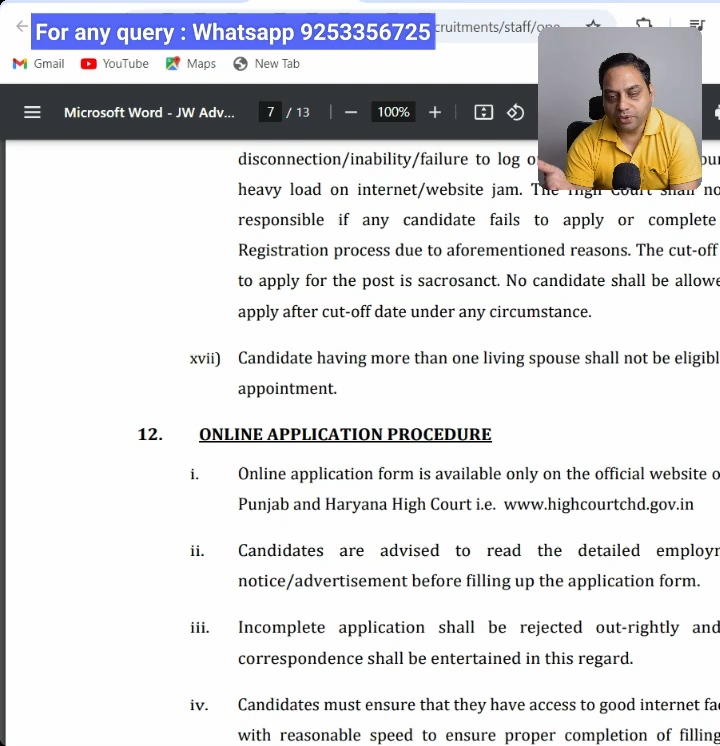 For any query : Whatsapp 9253356725
cruitments/staff/one
Gmail YouTube Maps New Tab
Microsoft Word - JW Adv... 7 / 13 100%
disconnection/inability/failure to log o
heavy load on internet/website jam. The High Court shall no
responsible if any candidate fails to apply or complete
Registration process due to aforementioned reasons. The cut-off
to apply for the post is sacrosanct. No candidate shall be allowe
apply after cut-off date under any circumstance.
xvii) Candidate having more than one living spouse shall not be eligibl
appointment.
12. ONLINE APPLICATION PROCEDURE
i. Online application form is available only on the official website o
Punjab and Haryana High Court i.e. www.highcourtchd.gov.in
ii. Candidates are advised to read the detailed employm
notice/advertisement before filling up the application form.
iii. Incomplete application shall be rejected out-rightly and
correspondence shall be entertained in this regard.
iv. Candidates must ensure that they have access to good internet fac
with reasonable speed to ensure proper completion of filling